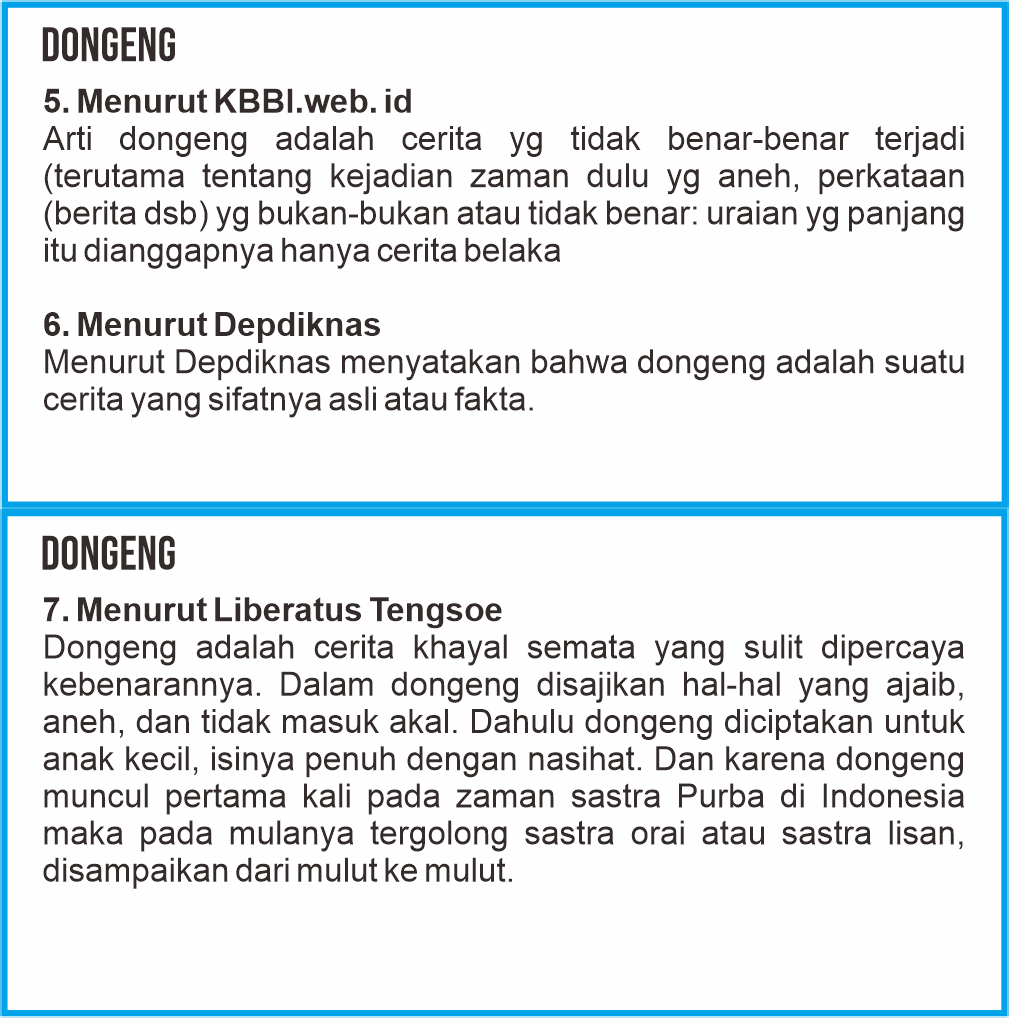 DONGENG
5. Menurut KBBI.web. id
Arti dongeng adalah cerita yg tidak benar-benar terjadi
(terutama tentang kejadian zaman dulu yg aneh, perkataan
(berita dsb) yg bukan-bukan atau tidak benar: uraian yg panjang
itu dianggapnya hanya cerita belaka
6. Menurut Depdiknas
Menurut Depdiknas menyatakan bahwa dongeng adalah suatu
cerita yang sifatnya asli atau fakta.
DONGENG
7. Menurut Liberatus Tengsoe
Dongeng adalah cerita khayal semata yang sulit dipercaya
kebenarannya. Dalam dongeng disajikan hal-hal yang ajaib,
aneh, dan tidak masuk akal. Dahulu dongeng diciptakan untuk
anak kecil, isinya penuh dengan nasihat. Dan karena dongeng
muncul pertama kali pada zaman sastra Purba di Indonesia
maka pada mulanya tergolong sastra orai atau sastra lisan,
disampaikan dari mulut ke mulut.